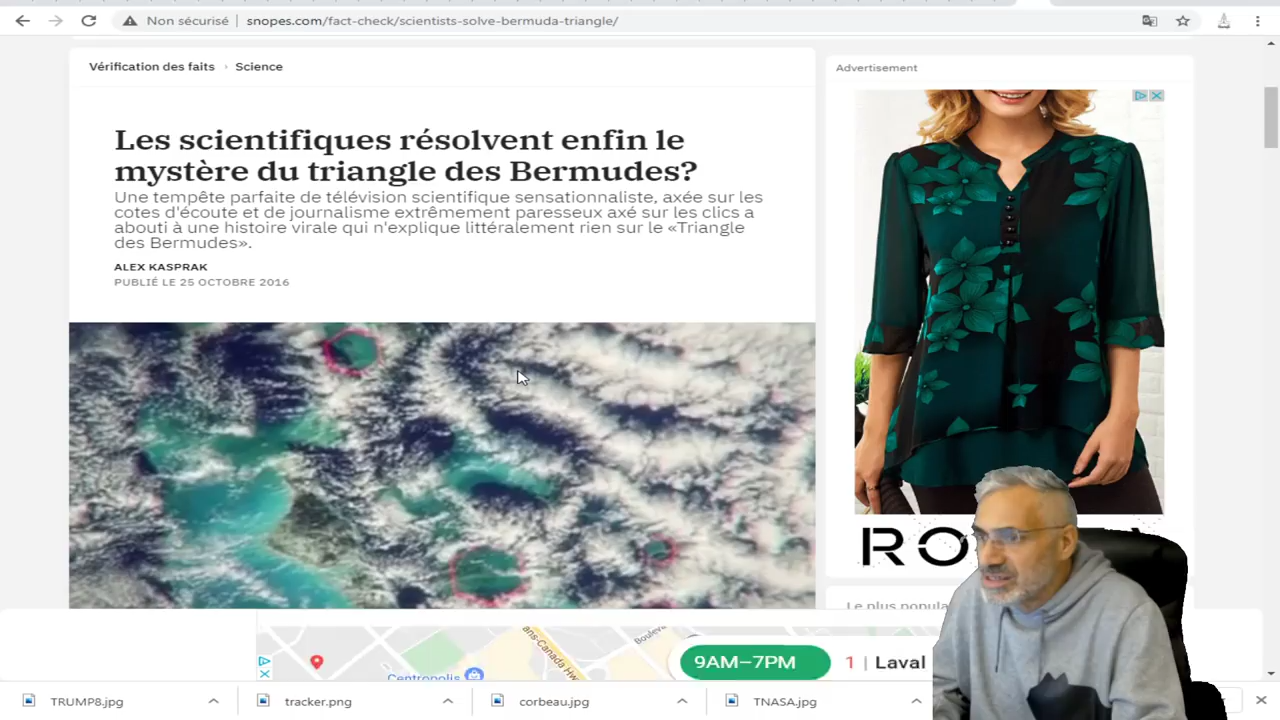 Non sécurisé | snopes.com/fact-check/scientists-solve-bermuda-triangle/
Vérification des faits › Science
Advertisement
Les scientifiques résolvent enfin le
mystère du triangle des Bermudes?
Une tempête parfaite de télévision scientifique sensationnaliste, axée sur les
cotes d'écoute et de journalisme extrêmement paresseux axé sur les clics a
abouti à une histoire virale qui n'explique littéralement rien sur le «Triangle
des Bermudes».
ALEX KASPRAK
PUBLIÉ LE 25 OCTOBRE 2016
RO
Le plus popula
ans-Canada Hw
Boulev
Centropolis
9AM–7PM
1 | Laval
TRUMP8.jpg
tracker.png
corbeau.jpg
TNASA.jpg